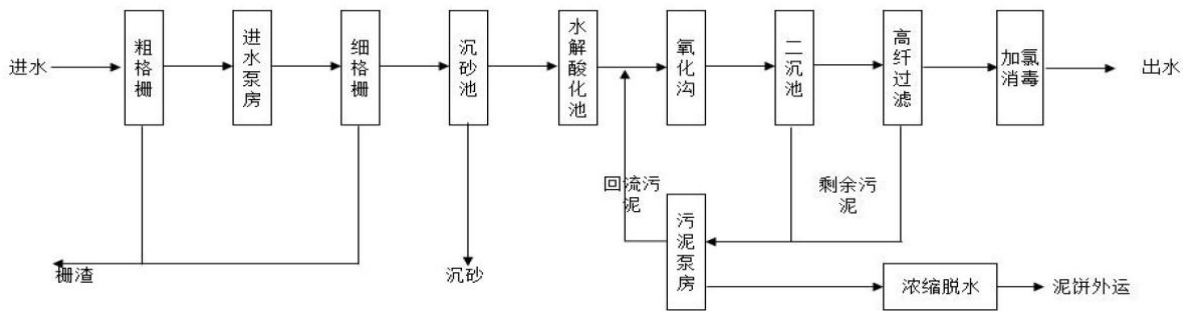 进水
粗格栅
进水泵房
细格栅
沉砂池
水解酸化池
氧化沟
二沉池
高纤过滤
加氯
消毒
出水
回流污
泥
剩余污
泥
污泥泵房
栅渣
沉砂
浓缩脱水
泥饼外运